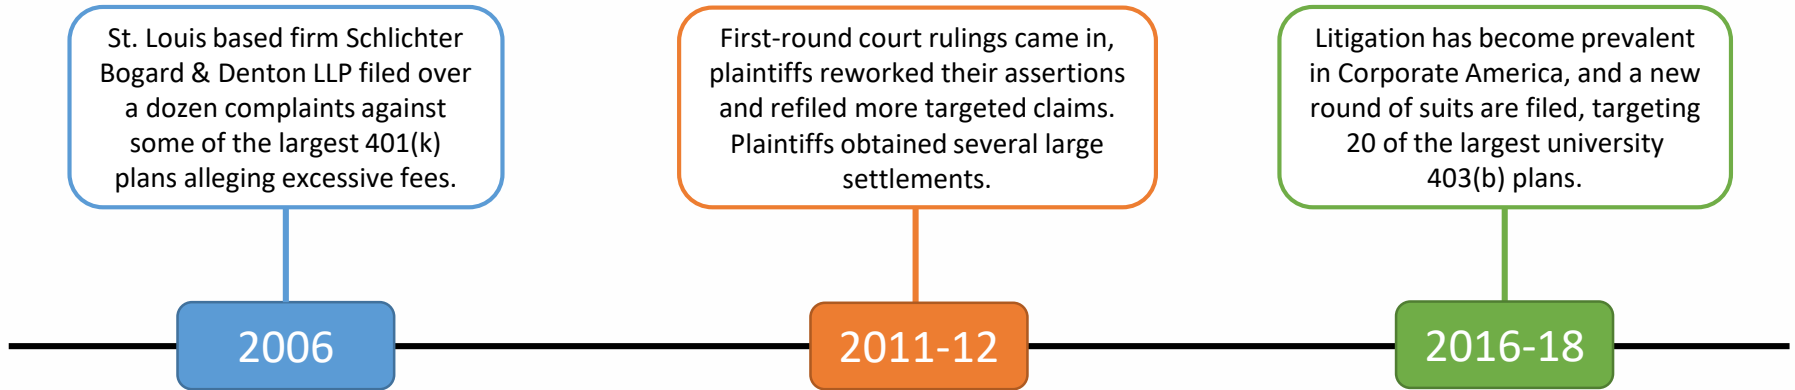 St. Louis based firm Schlichter
Bogard & Denton LLP filed over
a dozen complaints against
some of the largest 401(k)
plans alleging excessive fees.
2006
First-round court rulings came in,
plaintiffs reworked their assertions
and refiled more targeted claims.
Plaintiffs obtained several large
settlements.
2011-12
Litigation has become prevalent
in Corporate America, and a new
round of suits are filed, targeting
20 of the largest university
403(b) plans.
2016-18